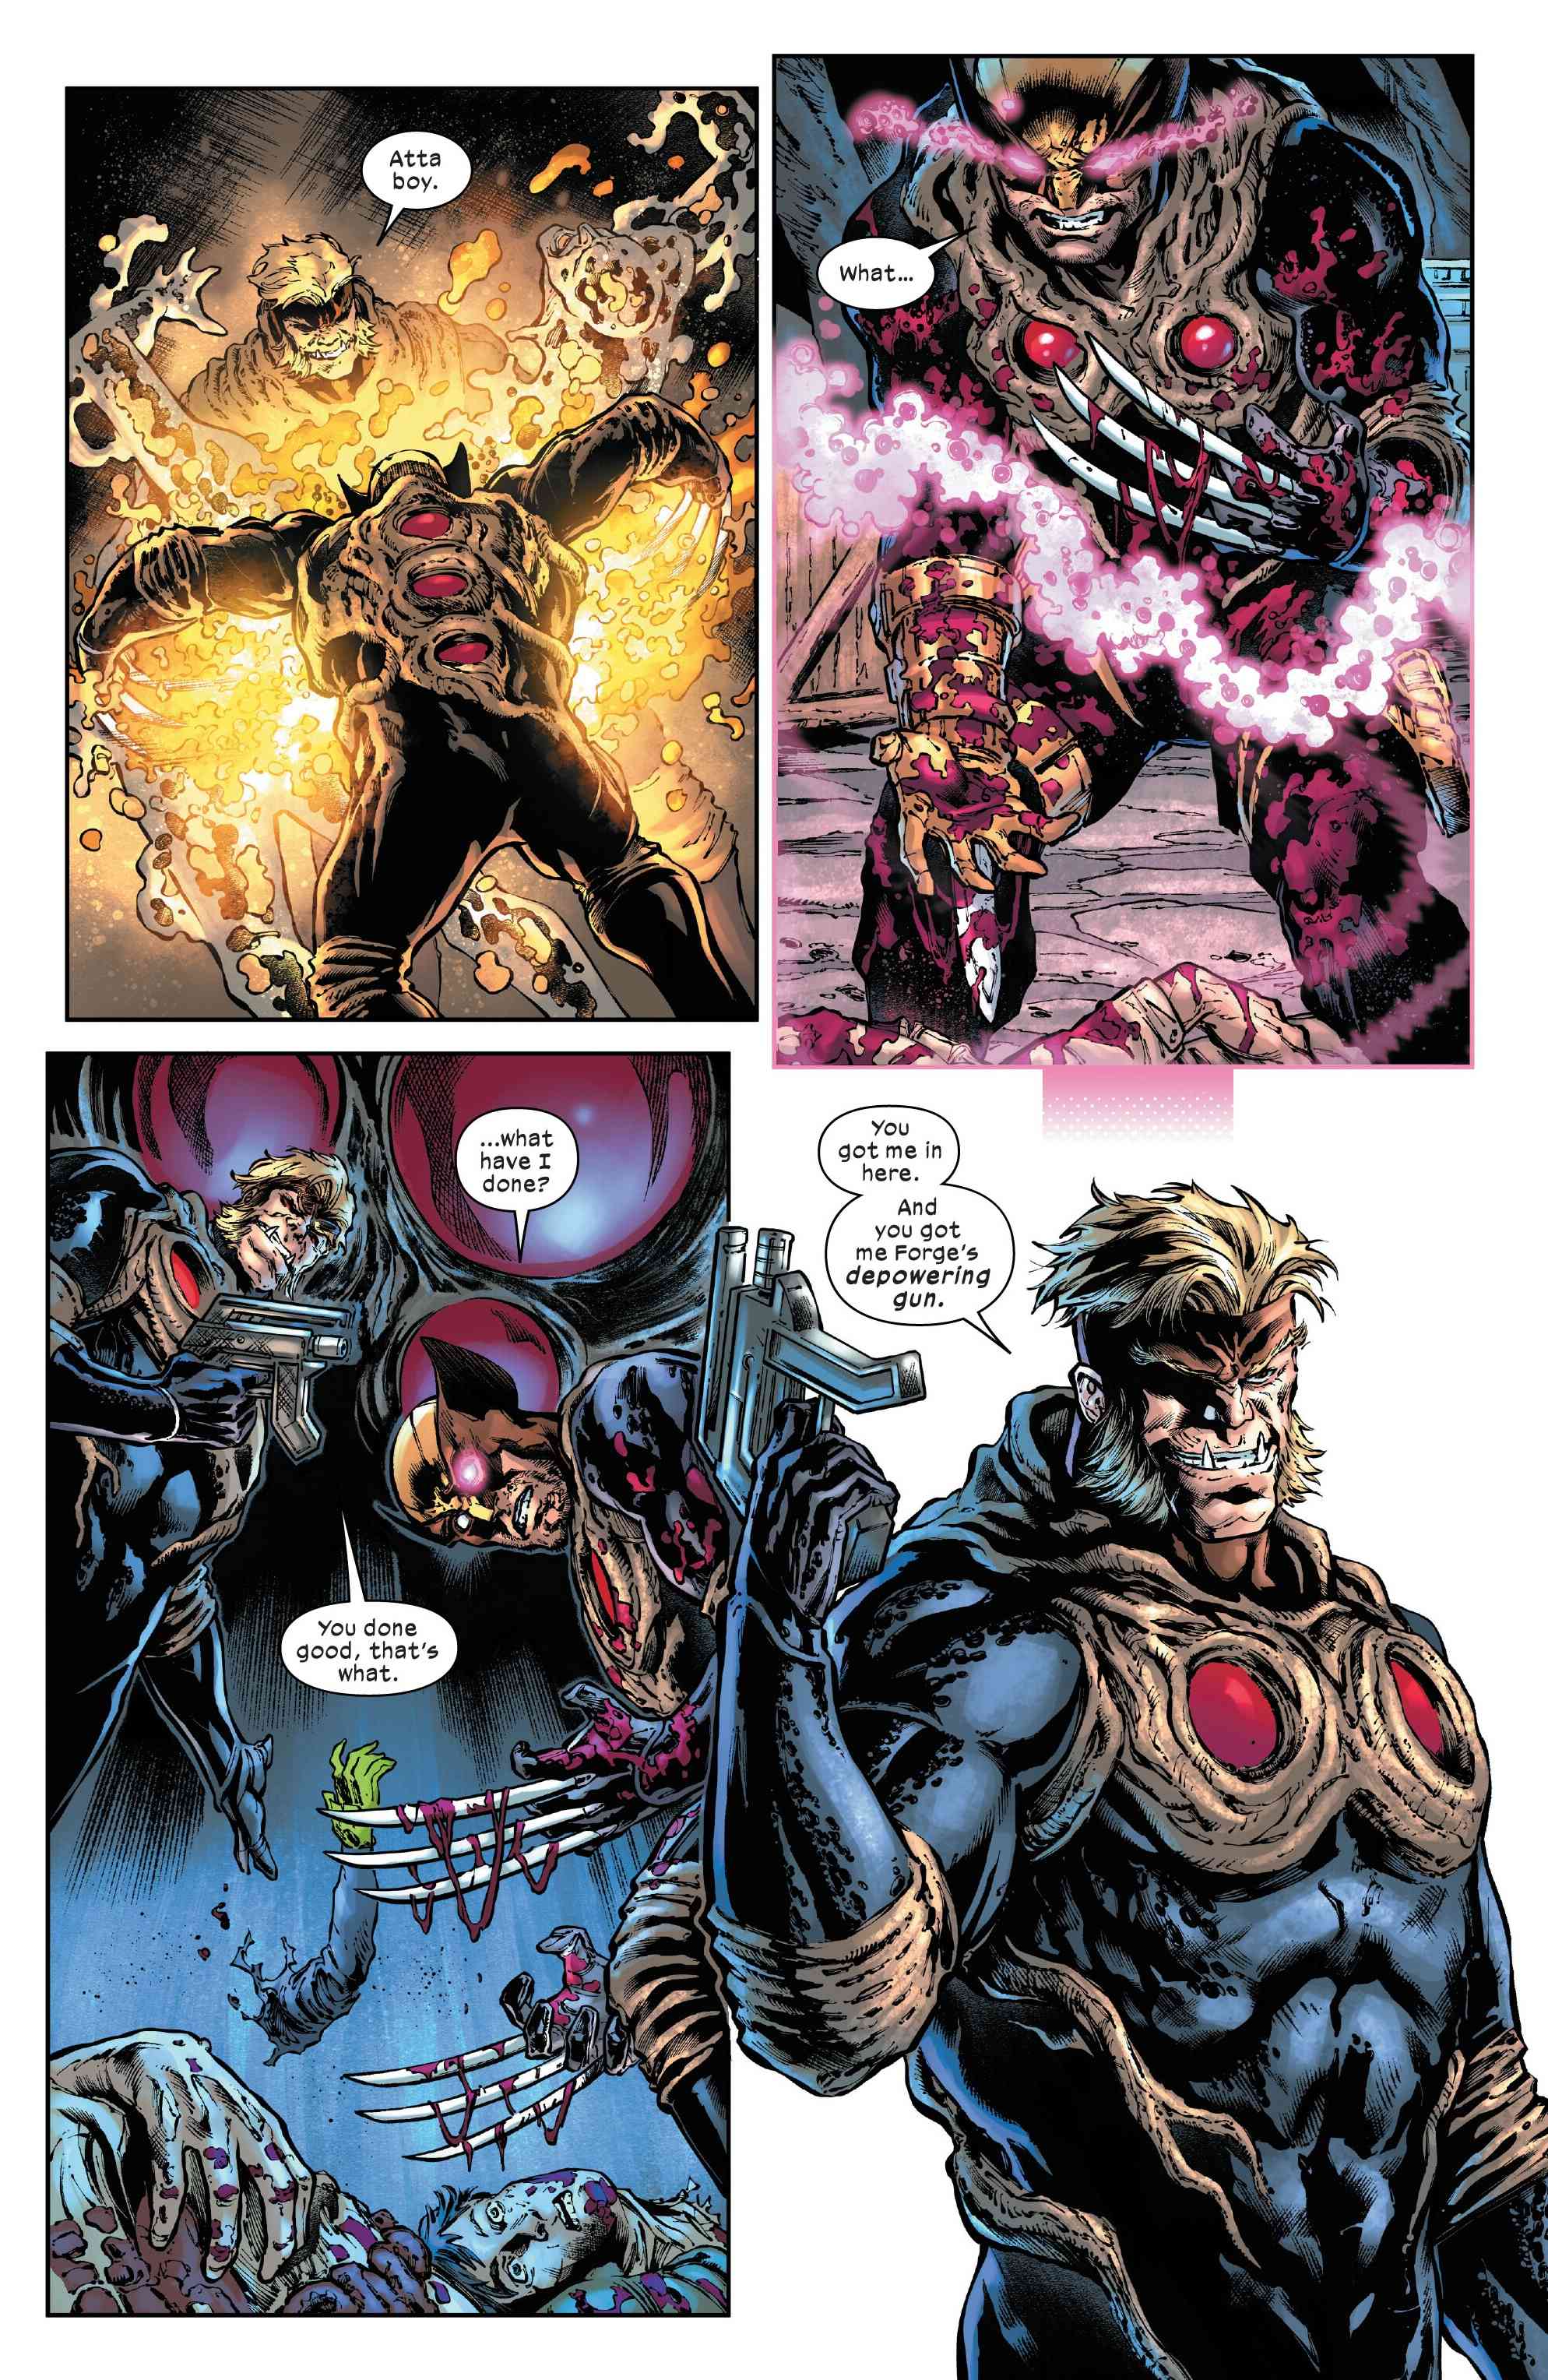 Atta
boy.
What...
...what
have I
done?
You done
good, that's
what.
You
got me in
here.
And
you got
me Forge's
depowering
gun.